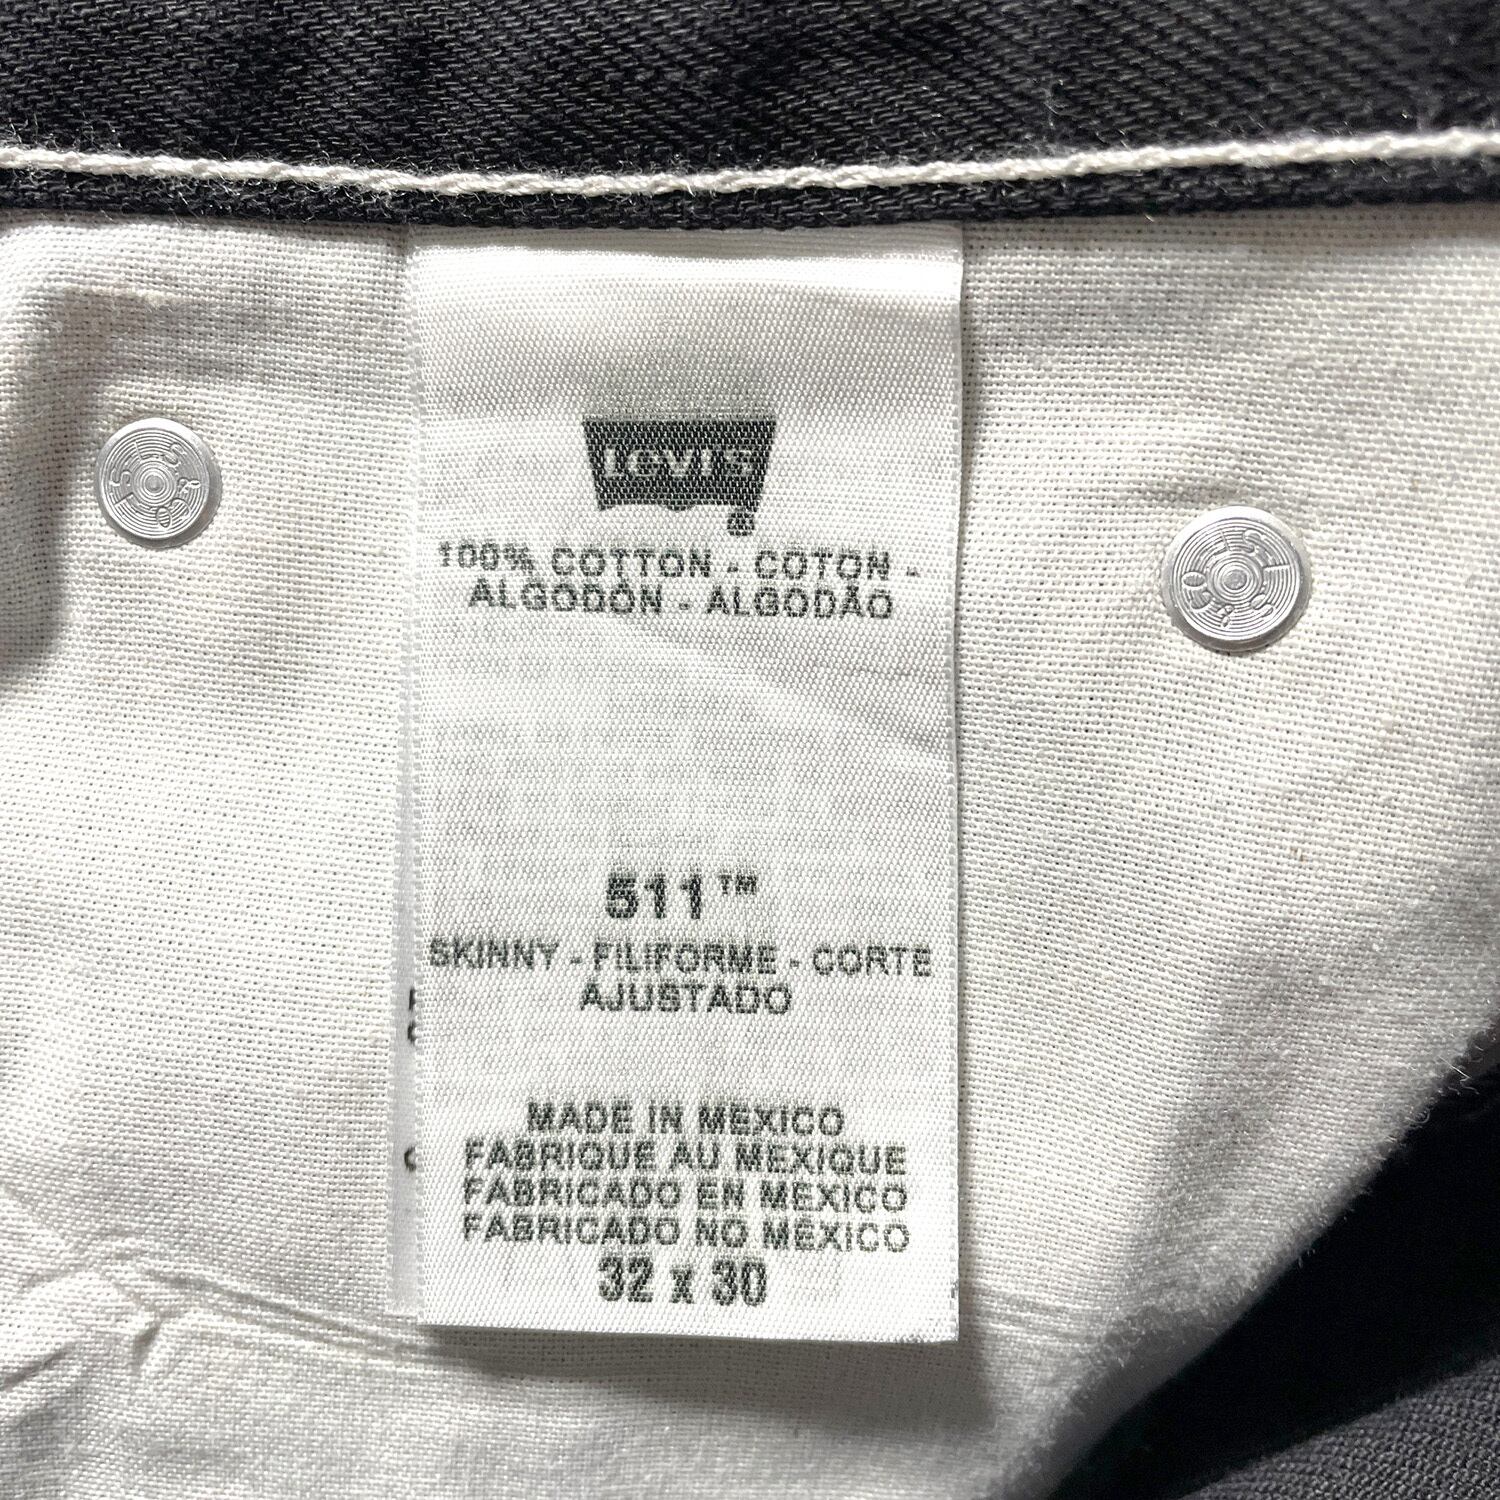 Levi's
®
100% COTTON - COTON -
ALGODÓN - ALGODÃO
511™
SKINNY - FILIFORME - CORTE
AJUSTADO
MADE IN MEXICO
FABRIQUE AU MEXIQUE
FABRICADO EN MEXICO
FABRICADO NO MÉXICO
32 x 30